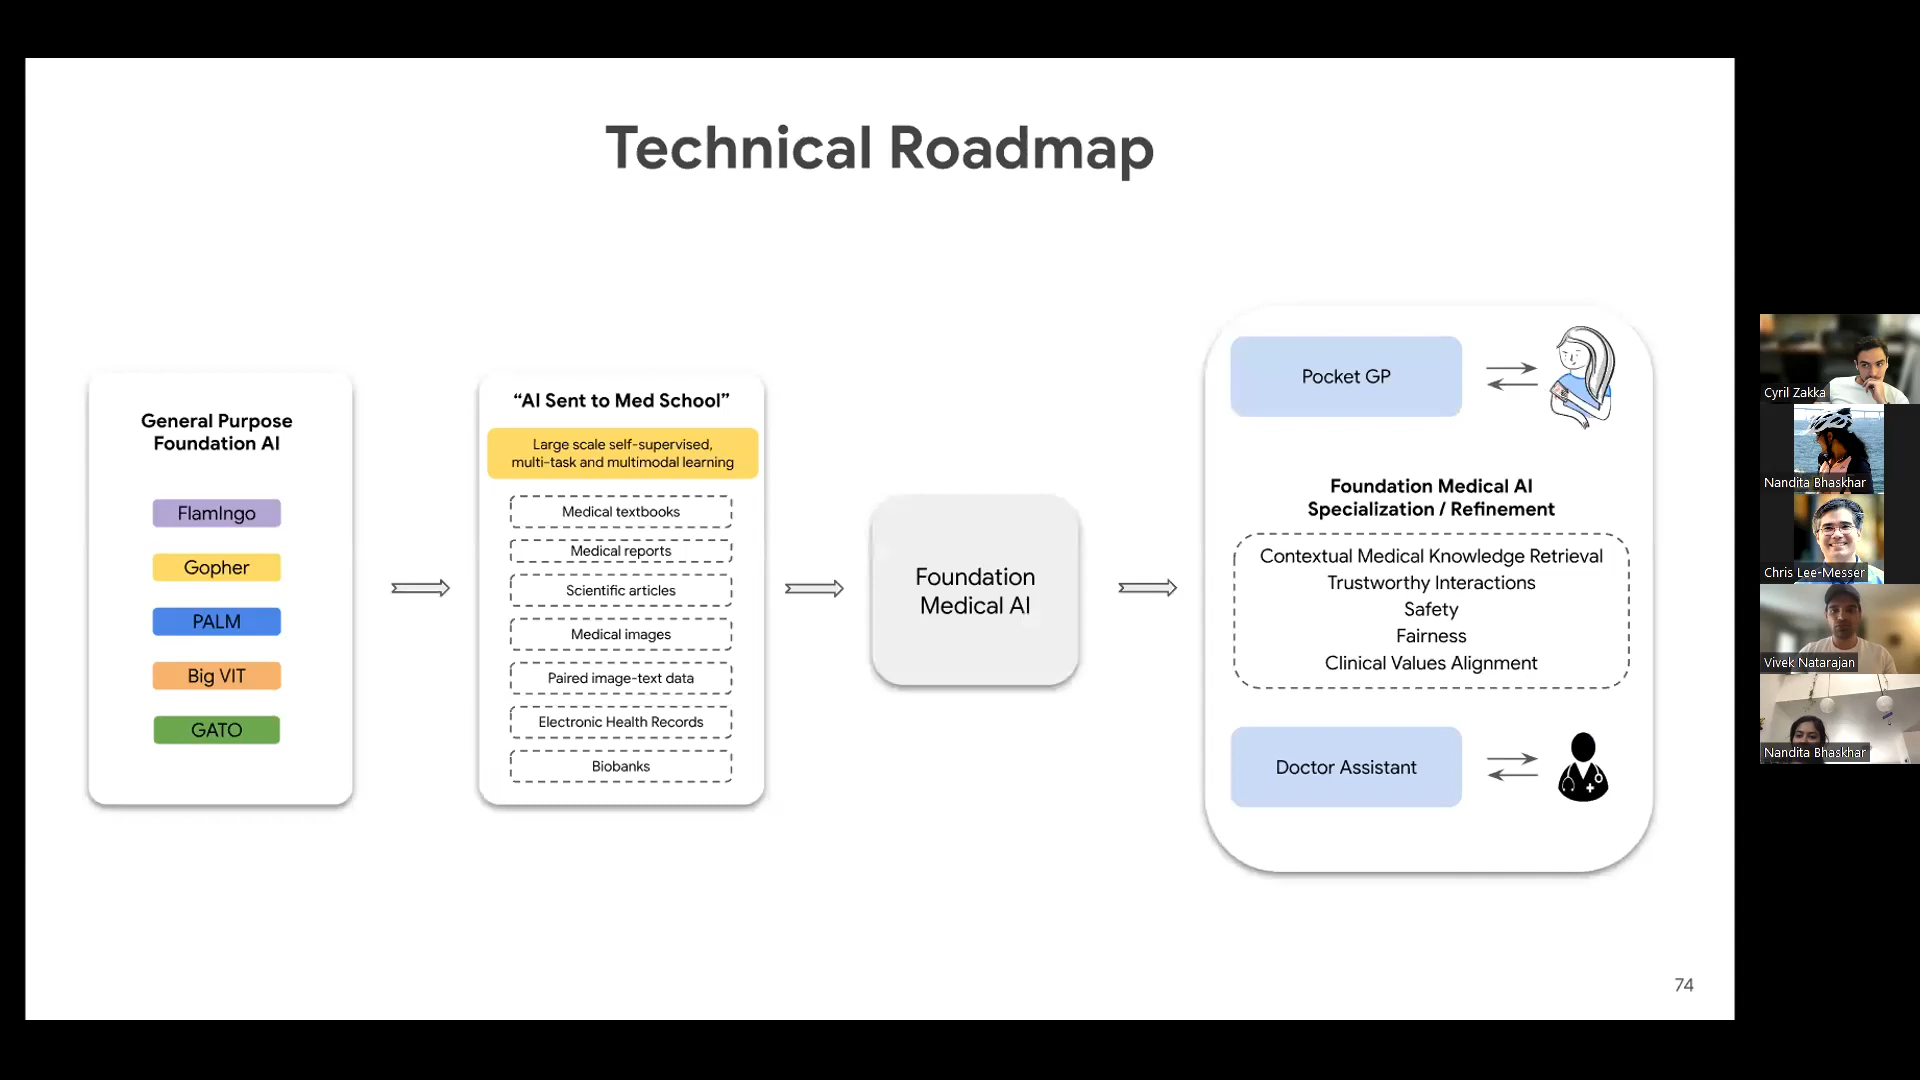 Technical Roadmap
General Purpose
Foundation AI
FlamIngo
Gopher
PALM
Big VIT
GATO
“AI Sent to Med School”
Large scale self-supervised,
multi-task and multimodal learning
Medical textbooks
Medical reports
Scientific articles
Medical images
Paired image-text data
Electronic Health Records
Biobanks
Foundation
Medical AI
Pocket GP
Foundation Medical AI
Specialization / Refinement
Contextual Medical Knowledge Retrieval
Trustworthy Interactions
Safety
Fairness
Clinical Values Alignment
Doctor Assistant
74
Cyril Zakka
Nandita Bhaskhar
Chris Lee-Messer
Vivek Natarajan
Nandita Bhaskhar